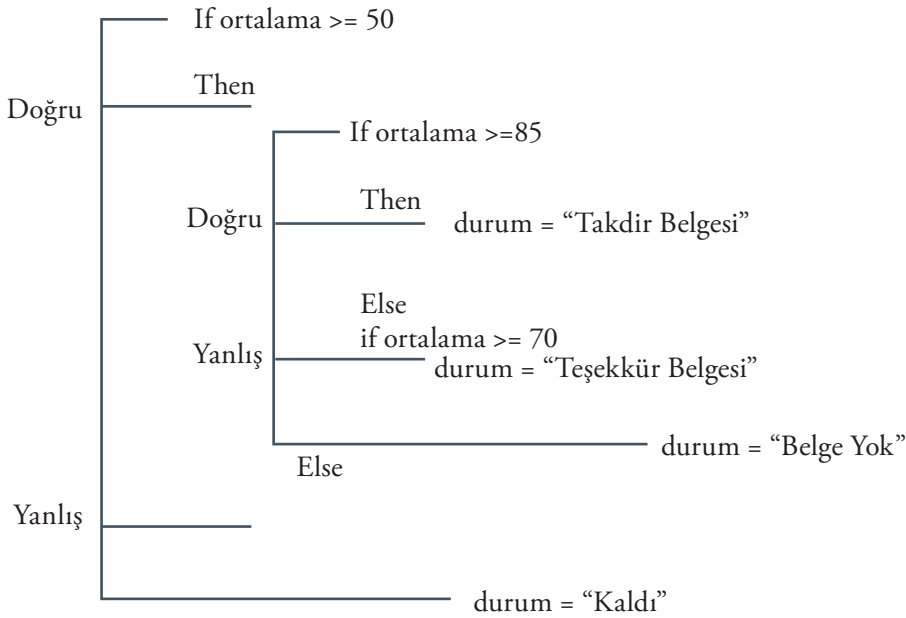 If ortalama >= 50
Then
Doğru
If ortalama >=85
Then
Doğru
durum = “Takdir Belgesi”
Else
if ortalama >= 70
Yanlış
durum = “Teşekkür Belgesi”
durum = “Belge Yok”
Else
Yanlış
durum = “Kaldı”